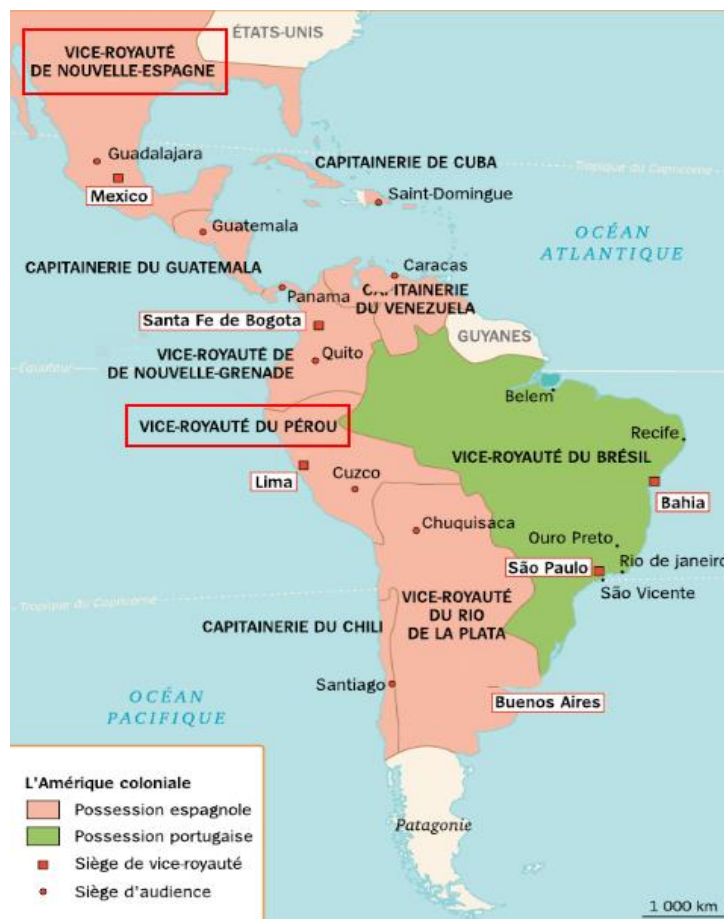 ÉTATS-UNIS
VICE-ROYAUTÉ
DE NOUVELLE-ESPAGNE
Guadalajara
CAPITAINERIE DE CUBA
Tropique du Capricorne
Mexico
Saint-Domingue
Guatemala
OCÉAN
ATLANTIQUE
CAPITAINERIE DU GUATEMALA
Caracas
Panama
CAPITAINERIE
DU VENEZUELA
Santa Fe de Bogota
GUYANES
VICE-ROYAUTÉ DE
DE NOUVELLE-GRENADE
Quito
Équateur
Belem
VICE-ROYAUTÉ DU PÉROU
Recife
VICE-ROYAUTÉ DU BRÉSIL
Lima
Cuzco
Bahia
Chuquisaca
Ouro Preto
São Paulo
Rio de janeiro
São Vicente
Tropique du Capricorne
VICE-ROYAUTÉ
DU RIO
DE LA PLATA
CAPITAINERIE DU CHILI
Santiago
OCÉAN
PACIFIQUE
Buenos Aires
L'Amérique coloniale
Possession espagnole
Possession portugaise
Siège de vice-royauté
Siège d'audience
Patagonie
1 000 km